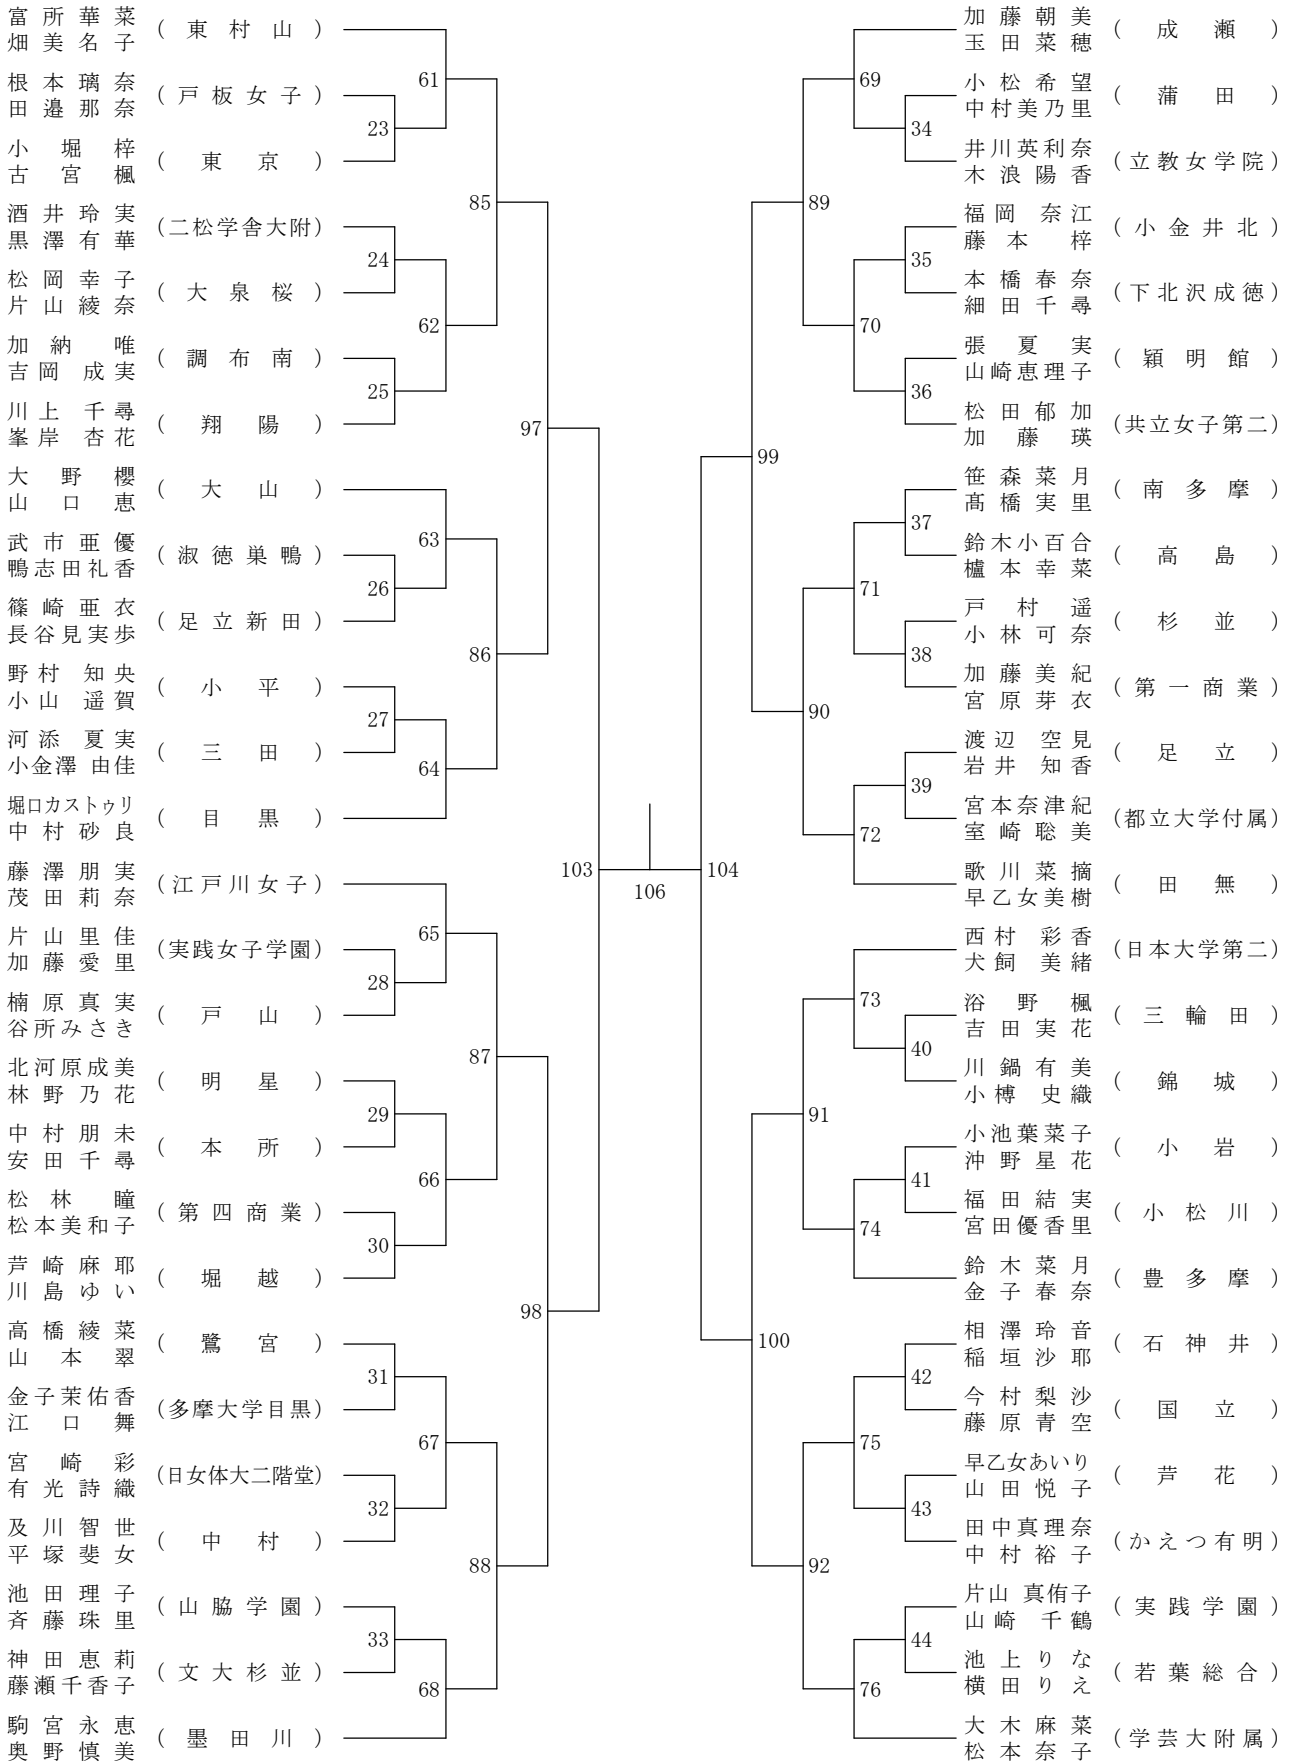 富所華菜
畑美名子 (東村山)
61
根本璃奈
田邉那奈 (戸板女子)
23
小堀梓
古宮楓 (東京)
85
酒井玲実
黒澤有華 (二松学舎大附)
24
松岡幸子
片山綾奈 (大泉桜)
62
加納唯
吉岡成実 (調布南)
25
川上千尋
峯岸杏花 (翔陽)
97
大野櫻
山口恵 (大山)
63
武市亜優
鴨志田礼香 (淑徳巣鴨)
26
篠崎亜衣
長谷見実歩 (足立新田)
86
野村知央
小山遥賀 (小平)
27
河添夏実
小金澤由佳 (三田)
64
堀口カストゥリ
中村砂良 (目黒)
103
藤澤朋実
茂田莉奈 (江戸川女子)
65
片山里佳
加藤愛里 (実践女子学園)
28
楠原真実
谷所みさき (戸山)
87
北河原成美
林野乃花 (明星)
29
中村朋未
安田千尋 (本所)
66
松林瞳
松本美和子 (第四商業)
30
芦崎麻耶
川島ゆい (堀越)
98
高橋綾菜
山本翠 (鷺宮)
31
金子茉佑香
江口舞 (多摩大学目黒)
67
宮崎彩
有光詩織 (日女体大二階堂)
32
及川智世
平塚斐女 (中村)
88
池田理子
斉藤珠里 (山脇学園)
33
神田恵莉
藤瀬千香子 (文大杉並)
68
駒宮永恵
奥野慎美 (墨田川)
106
加藤朝美
玉田菜穂 (成瀬)
69
小松希望
中村美乃里 (蒲田)
34
井川英利奈
木浪陽香 (立教女学院)
89
福岡奈江
藤本梓 (小金井北)
35
本橋春奈
細田千尋 (下北沢成徳)
70
張夏実
山崎恵理子 (穎明館)
36
松田郁加
加藤瑛 (共立女子第二)
99
笹森菜月
髙橋実里 (南多摩)
37
鈴木小百合
櫨本幸菜 (高島)
71
戸村遥
小林可奈 (杉並)
38
加藤美紀
宮原芽衣 (第一商業)
90
渡辺空見
岩井知香 (足立)
39
宮本奈津紀
室崎聡美 (都立大学付属)
72
歌川菜摘
早乙女美樹 (田無)
104
西村彩香
犬飼美緒 (日本大学第二)
73
浴野楓
吉田実花 (三輪田)
40
川鍋有美
小榑史織 (錦城)
91
小池葉菜子
沖野星花 (小岩)
41
福田結実
宮田優香里 (小松川)
74
鈴木菜月
金子春奈 (豊多摩)
100
相澤玲音
稲垣沙耶 (石神井)
42
今村梨沙
藤原青空 (国立)
75
早乙女あいり
山田悦子 (芦花)
43
田中真理奈
中村裕子 (かえつ有明)
92
片山真侑子
山崎千鶴 (実践学園)
44
池上りな
横田りえ (若葉総合)
76
大木麻菜
松本奈子 (学芸大附属)